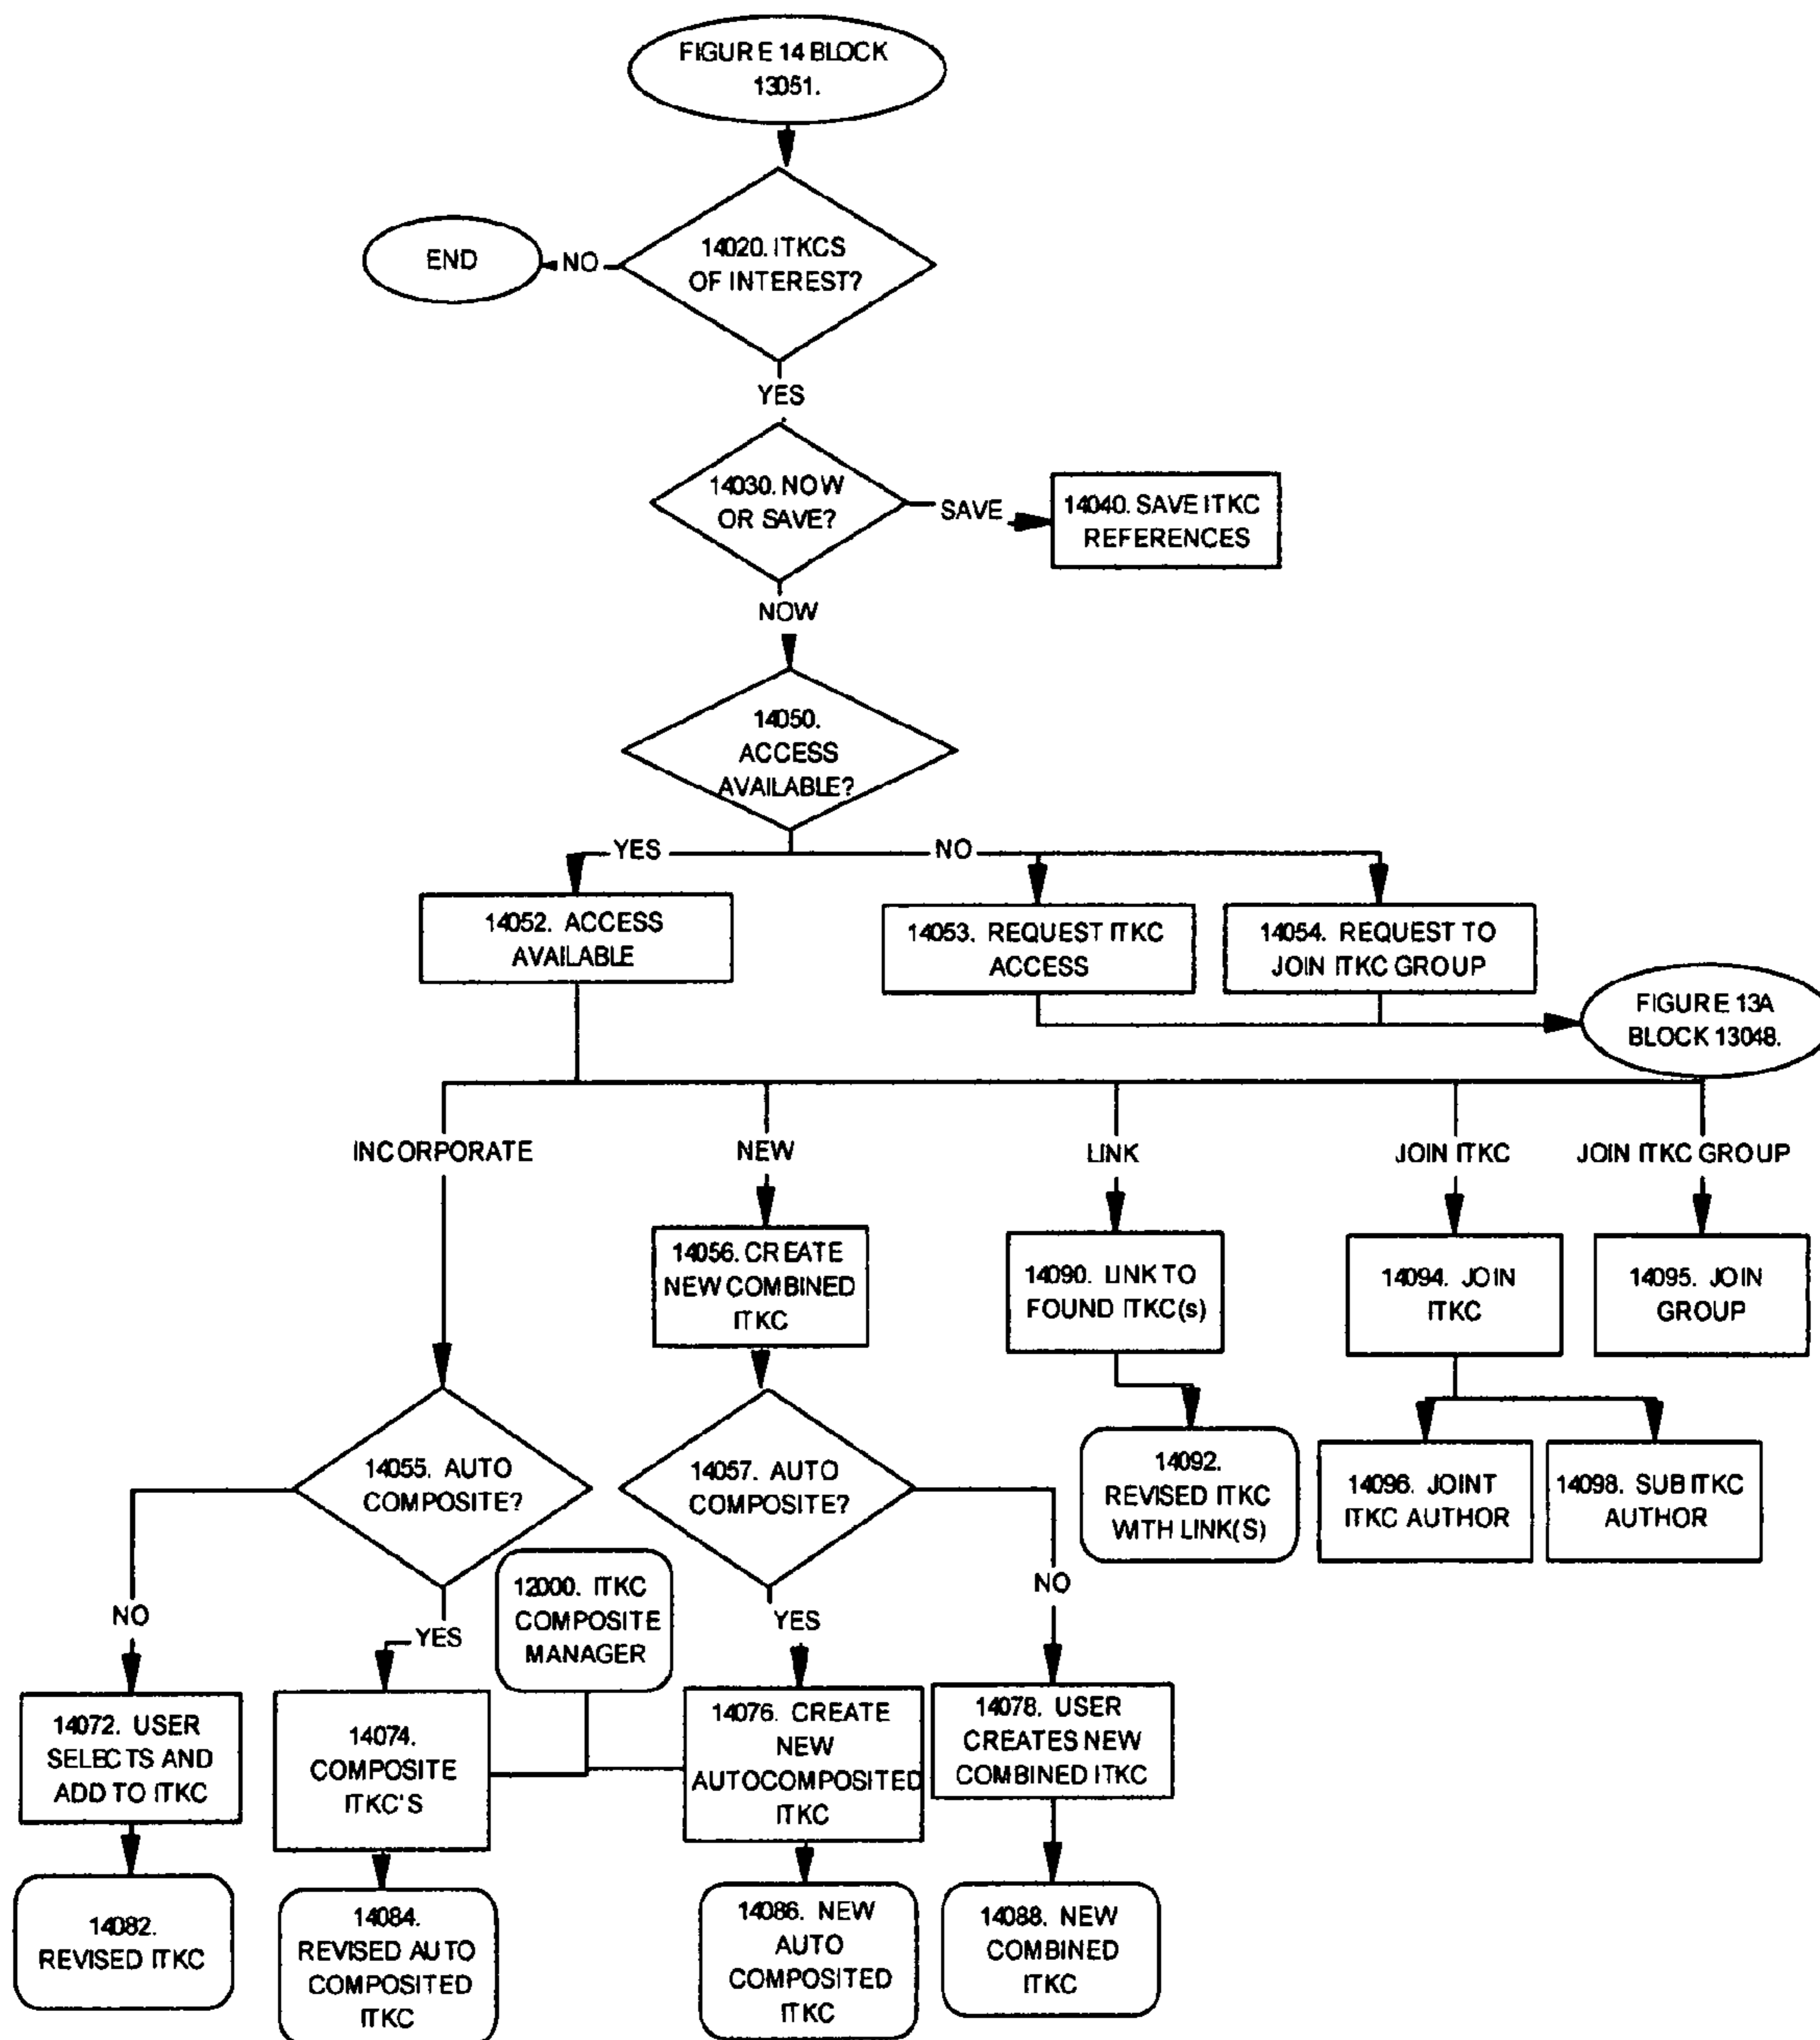 FIGURE 14 BLOCK
13051.
14020. ITKCS
OF INTEREST?
END
NO
YES
14030. NOW
OR SAVE?
SAVE
14040. SAVE ITKC
REFERENCES
NOW
14050.
ACCESS
AVAILABLE?
YES
NO
14052. ACCESS
AVAILABLE
14053. REQUEST ITKC
ACCESS
14054. REQUEST TO
JOIN ITKC GROUP
FIGURE 13A
BLOCK 13048.
INCORPORATE
NEW
LINK
JOIN ITKC
JOIN ITKC GROUP
14056. CREATE
NEW COMBINED
ITKC
14090. LINK TO
FOUND ITKC(s)
14094. JOIN
ITKC
14095. JOIN
GROUP
14055. AUTO
COMPOSITE?
14057. AUTO
COMPOSITE?
14092.
REVISED ITKC
WITH LINK(S)
14096. JOINT
ITKC AUTHOR
14098. SUB ITKC
AUTHOR
12000. ITKC
COMPOSITE
MANAGER
NO
YES
YES
NO
14072. USER
SELECTS AND
ADD TO ITKC
14074.
COMPOSITE
ITKC'S
14076. CREATE
NEW
AUTOCOMPOSITED
ITKC
14078. USER
CREATES NEW
COMBINED ITKC
14082.
REVISED ITKC
14084.
REVISED AUTO
COMPOSITED
ITKC
14086. NEW
AUTO
COMPOSITED
ITKC
14088. NEW
COMBINED
ITKC